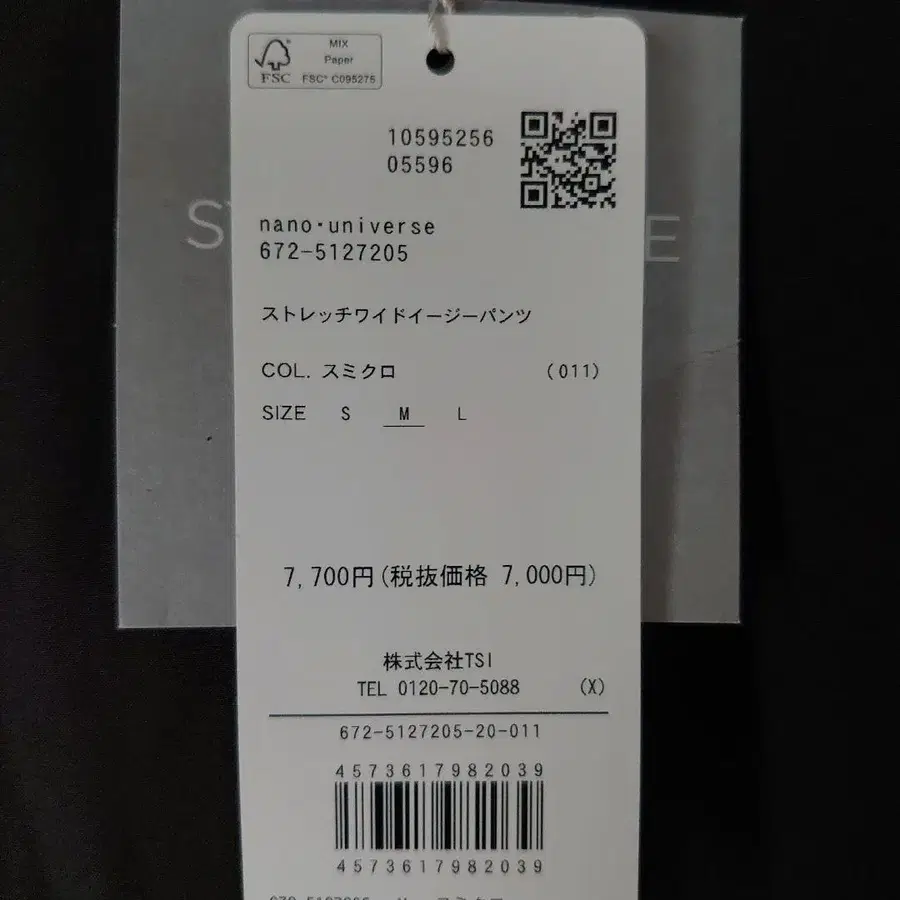 MIX
Paper
FSC FSC® C095275
10595256
05596
nano・universe
672-5127205
ストレッチワイドイージーパンツ
COL. スミクロ (011)
SIZE S M L
7,700円(税抜価格 7,000円)
株式会社TSI
TEL 0120-70-5088 (X)
672-5127205-20-011
4573617982039
4573617982039